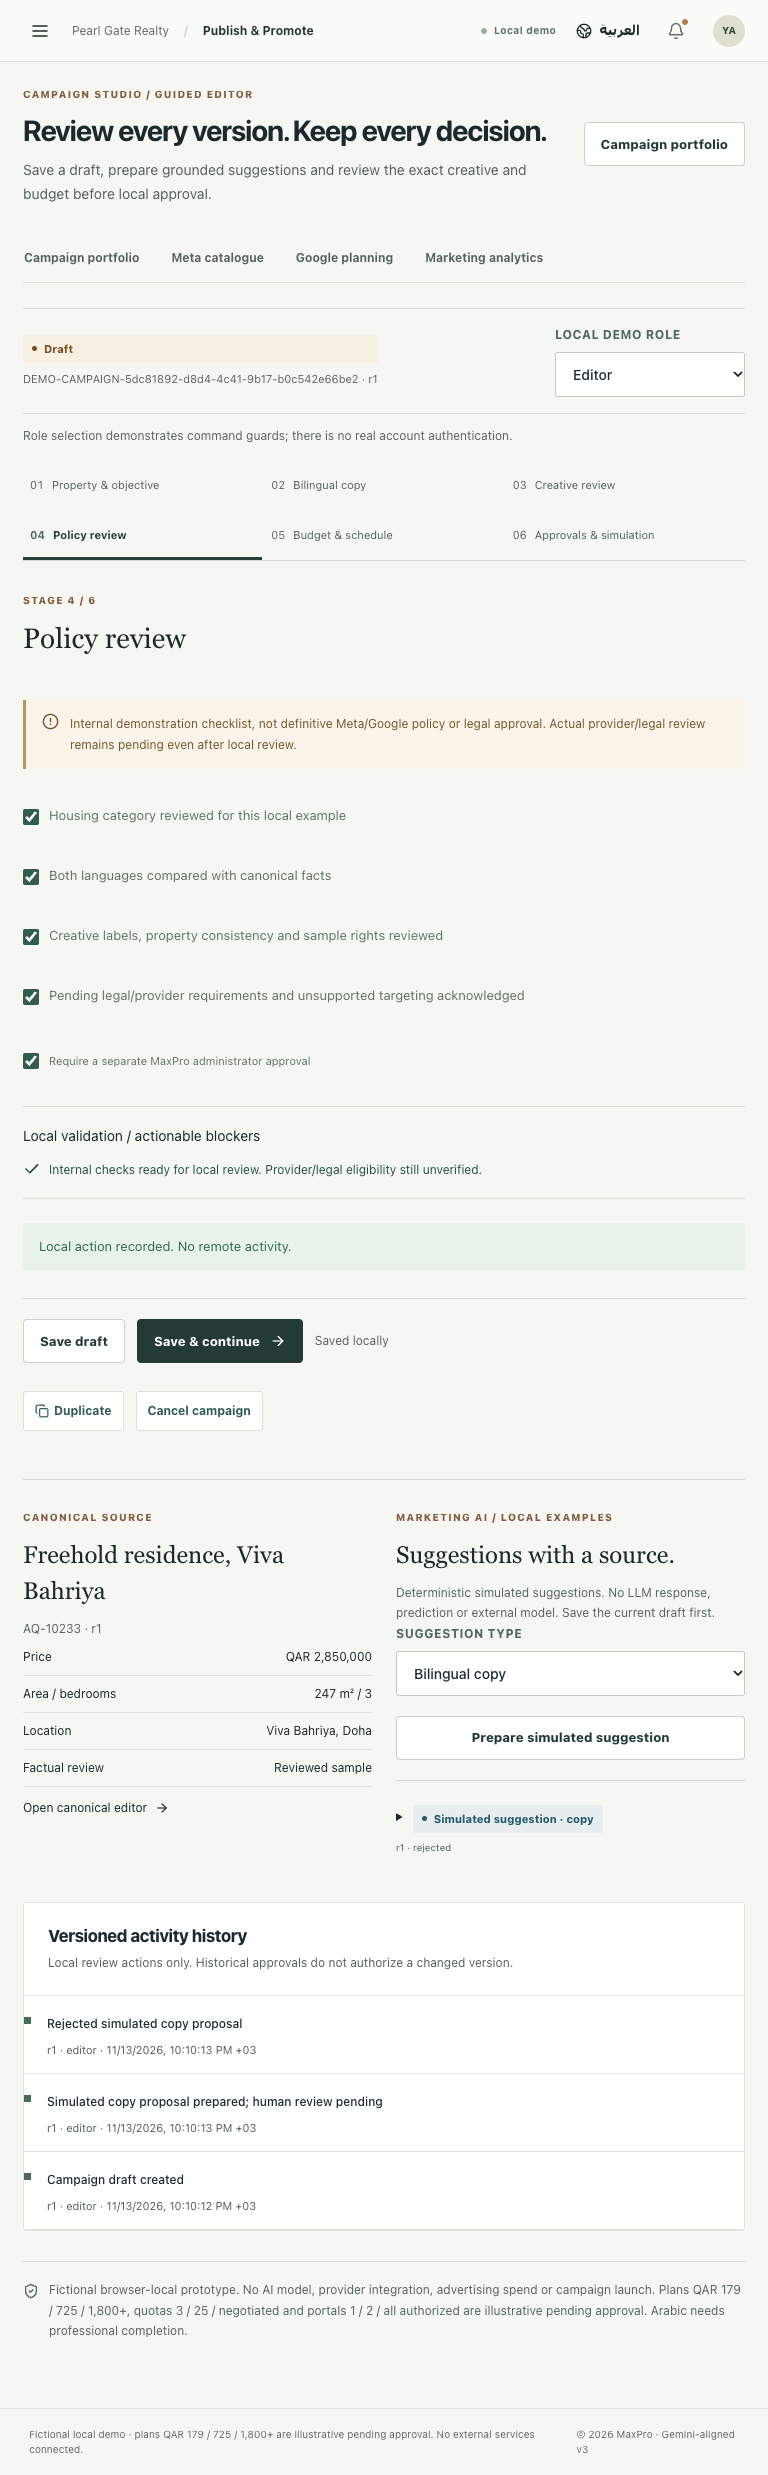 Pearl Gate Realty / Publish & Promote
Local demo
العربية
YA
CAMPAIGN STUDIO / GUIDED EDITOR
Review every version. Keep every decision.
Campaign portfolio
Save a draft, prepare grounded suggestions and review the exact creative and
budget before local approval.
Campaign portfolio
Meta catalogue
Google planning
Marketing analytics
Draft
DEMO-CAMPAIGN-5dc81892-d8d4-4c41-9b17-b0c542e66be2 · r1
LOCAL DEMO ROLE
Editor
Role selection demonstrates command guards; there is no real account authentication.
01 Property & objective
02 Bilingual copy
03 Creative review
04 Policy review
05 Budget & schedule
06 Approvals & simulation
STAGE 4 / 6
Policy review
Internal demonstration checklist, not definitive Meta/Google policy or legal approval. Actual provider/legal review
remains pending even after local review.
Housing category reviewed for this local example
Both languages compared with canonical facts
Creative labels, property consistency and sample rights reviewed
Pending legal/provider requirements and unsupported targeting acknowledged
Require a separate MaxPro administrator approval
Local validation / actionable blockers
Internal checks ready for local review. Provider/legal eligibility still unverified.
Local action recorded. No remote activity.
Save draft
Save & continue
Saved locally
Duplicate
Cancel campaign
CANONICAL SOURCE
Freehold residence, Viva
Bahriya
AQ-10233 · r1
Price QAR 2,850,000
Area / bedrooms 247 m² / 3
Location Viva Bahriya, Doha
Factual review Reviewed sample
Open canonical editor
MARKETING AI / LOCAL EXAMPLES
Suggestions with a source.
Deterministic simulated suggestions. No LLM response,
prediction or external model. Save the current draft first.
SUGGESTION TYPE
Bilingual copy
Prepare simulated suggestion
Simulated suggestion · copy
r1 · rejected
Versioned activity history
Local review actions only. Historical approvals do not authorize a changed version.
Rejected simulated copy proposal
r1 · editor · 11/13/2026, 10:10:13 PM +03
Simulated copy proposal prepared; human review pending
r1 · editor · 11/13/2026, 10:10:13 PM +03
Campaign draft created
r1 · editor · 11/13/2026, 10:10:12 PM +03
Fictional browser-local prototype. No AI model, provider integration, advertising spend or campaign launch. Plans QAR 179
/ 725 / 1,800+, quotas 3 / 25 / negotiated and portals 1 / 2 / all authorized are illustrative pending approval. Arabic needs
professional completion.
Fictional local demo · plans QAR 179 / 725 / 1,800+ are illustrative pending approval. No external services
connected.
© 2026 MaxPro · Gemini-aligned
v3